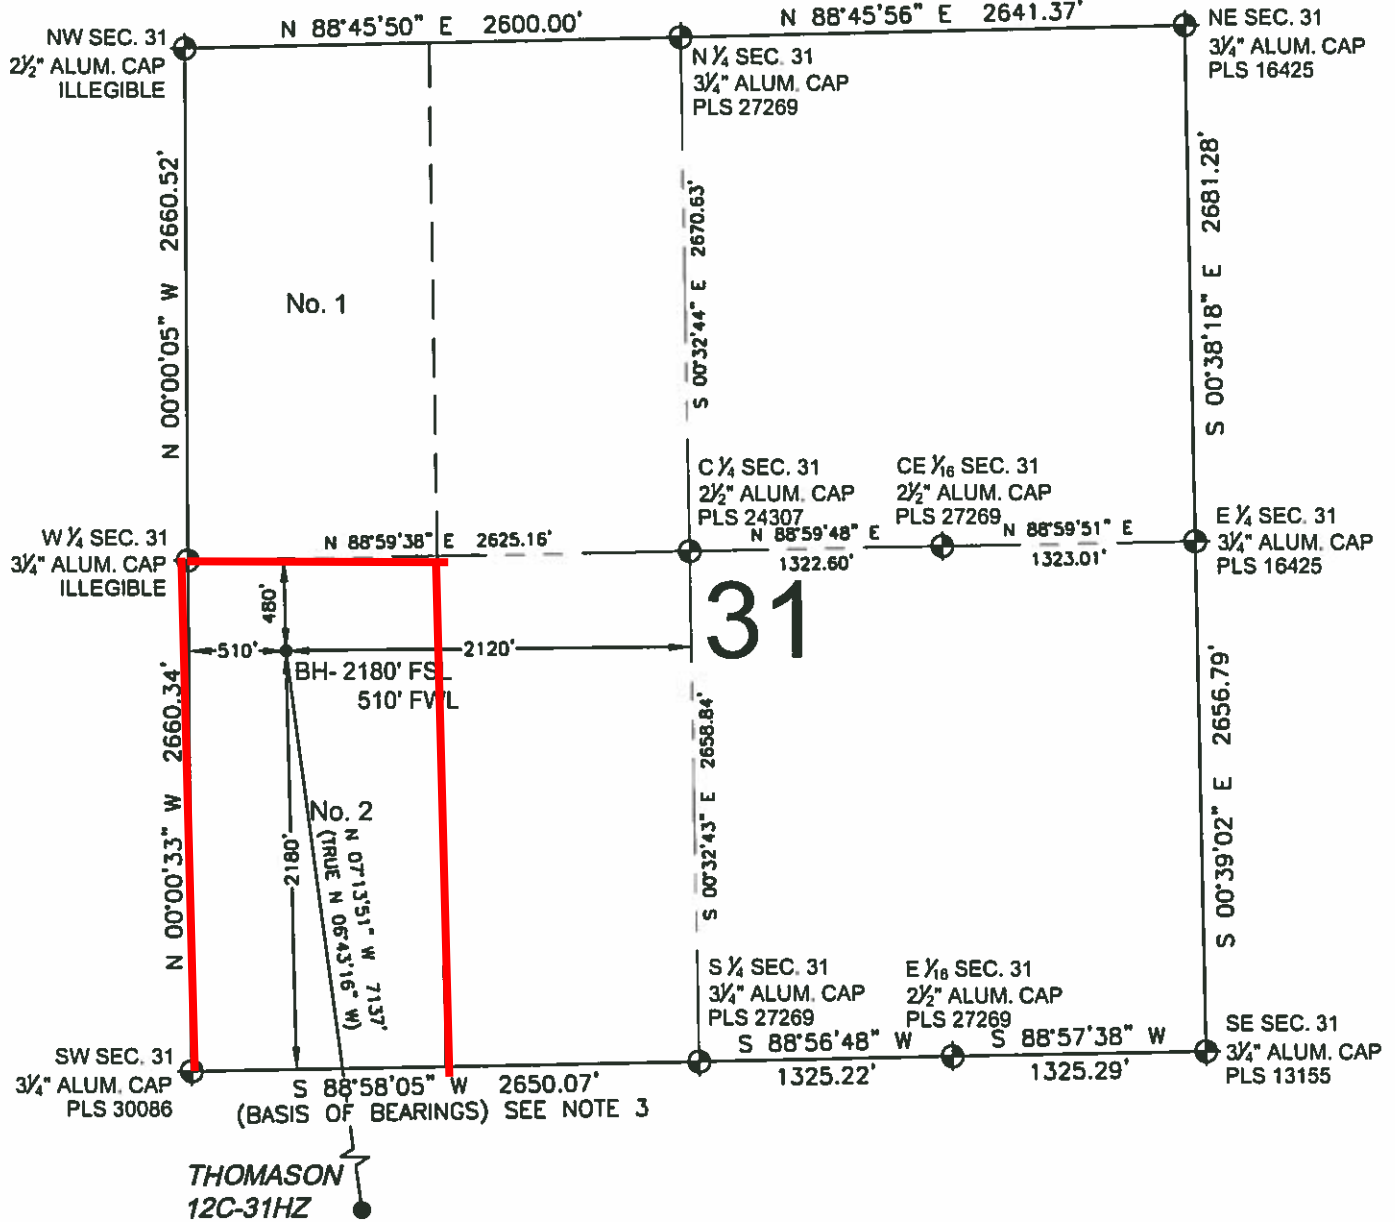 N 88°45'50" E 2600.00'
N 88°45'56" E 2641.37'
NW SEC. 31
2½" ALUM. CAP
ILLEGIBLE
N ¼ SEC. 31
3¼" ALUM. CAP
PLS 27269
NE SEC. 31
3¼" ALUM. CAP
PLS 16425
N 00°00'05" W 2660.52'
S 00°32'44" E 2670.63'
S 00°38'18" E 2681.28'
No. 1
W ¼ SEC. 31
3¼" ALUM. CAP
ILLEGIBLE
N 88°59'38" E 2625.16'
C ¼ SEC. 31
2½" ALUM. CAP
PLS 24307
N 88°59'48" E
1322.60'
CE 1⁄16 SEC. 31
2½" ALUM. CAP
PLS 27269
N 88°59'51" E
1323.01'
E ¼ SEC. 31
3¼" ALUM. CAP
PLS 16425
31
480'
510'
2120'
BH- 2180' FSL
510' FWL
N 00°00'33" W 2660.34'
S 00°32'43" E 2658.84'
S 00°39'02" E 2656.79'
No. 2
2180'
N 07°13'51" W 7137'
(TRUE N 06°43'16" W)
SW SEC. 31
3¼" ALUM. CAP
PLS 30086
S 88°58'05" W 2650.07'
(BASIS OF BEARINGS) SEE NOTE 3
S ¼ SEC. 31
3¼" ALUM. CAP
PLS 27269
S 88°56'48" W
1325.22'
E 1⁄16 SEC. 31
2½" ALUM. CAP
PLS 27269
S 88°57'38" W
1325.29'
SE SEC. 31
3¼" ALUM. CAP
PLS 13155
THOMASON
12C-31HZ